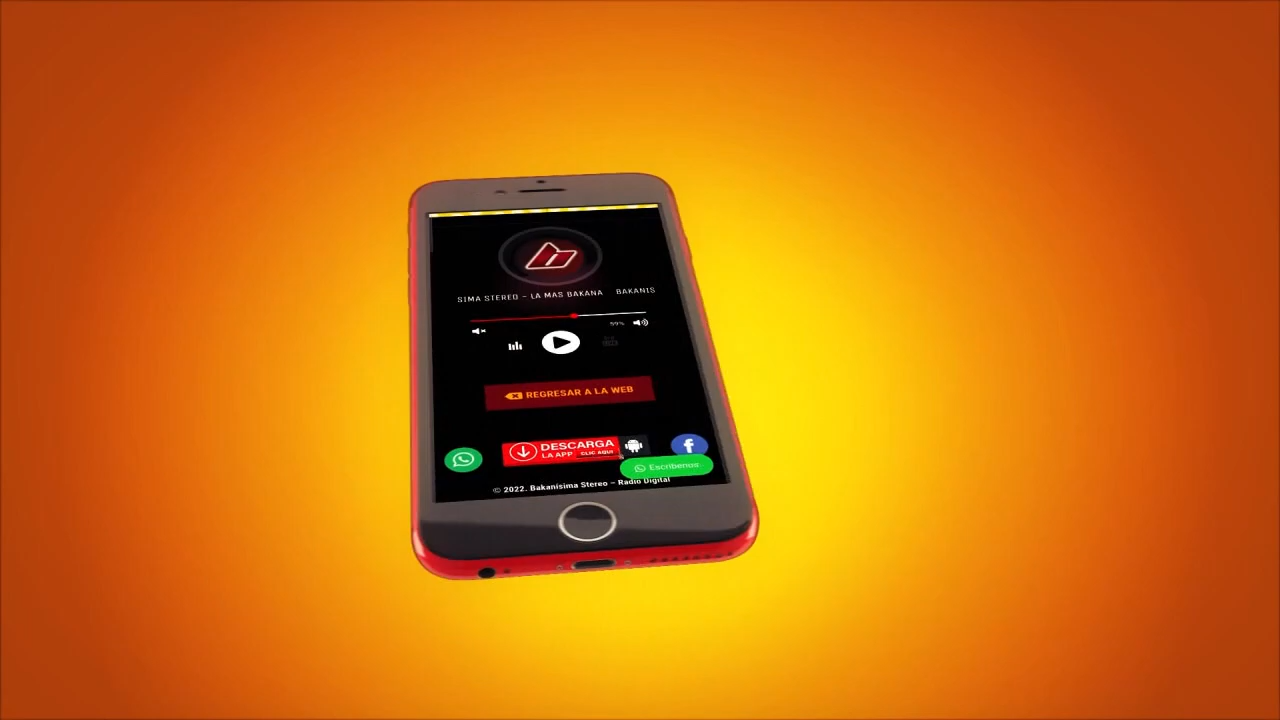 SIMA STEREO – LA MAS BAKANA BAKANIS
59%
REGRESAR A LA WEB
DESCARGA
LA APP CLIC AQUI
Escríbenos
© 2022. Bakanísima Stereo – Radio Digital